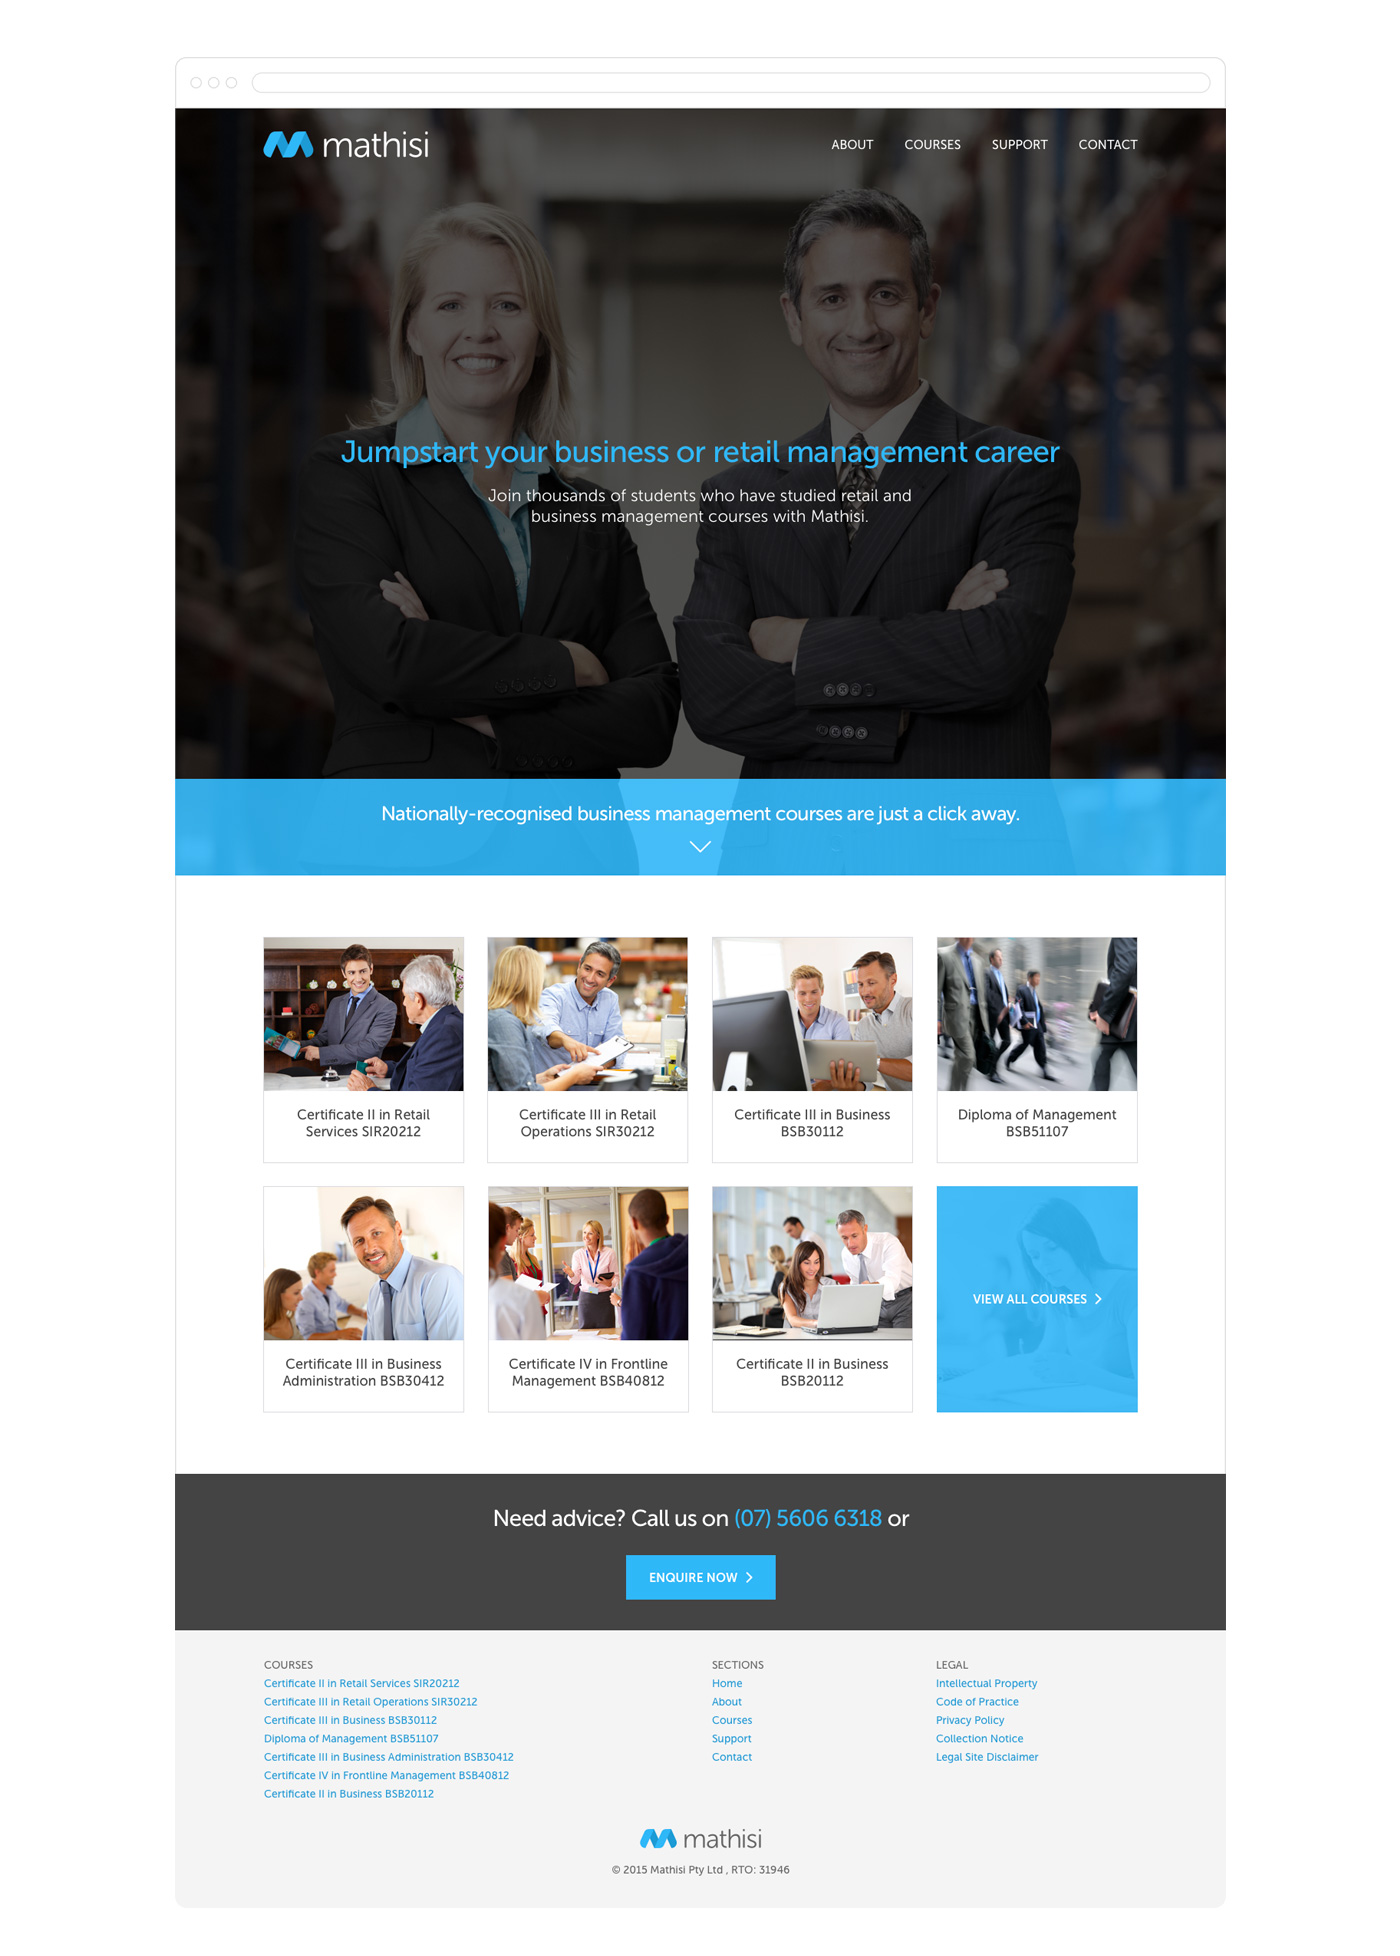 mathisi
ABOUT
COURSES
SUPPORT
CONTACT
Jumpstart your business or retail management career
Join thousands of students who have studied retail and
business management courses with Mathisi.
Nationally-recognised business management courses are just a click away.
Certificate II in Retail
Services SIR20212
Certificate III in Retail
Operations SIR30212
Certificate III in Business
BSB30112
Diploma of Management
BSB51107
Certificate III in Business
Administration BSB30412
Certificate IV in Frontline
Management BSB40812
Certificate II in Business
BSB20112
VIEW ALL COURSES
Need advice? Call us on (07) 5606 6318 or
ENQUIRE NOW
COURSES
Certificate II in Retail Services SIR20212
Certificate III in Retail Operations SIR30212
Certificate III in Business BSB30112
Diploma of Management BSB51107
Certificate III in Business Administration BSB30412
Certificate IV in Frontline Management BSB40812
Certificate II in Business BSB20112
SECTIONS
Home
About
Courses
Support
Contact
LEGAL
Intellectual Property
Code of Practice
Privacy Policy
Collection Notice
Legal Site Disclaimer
mathisi
© 2015 Mathisi Pty Ltd , RTO: 31946